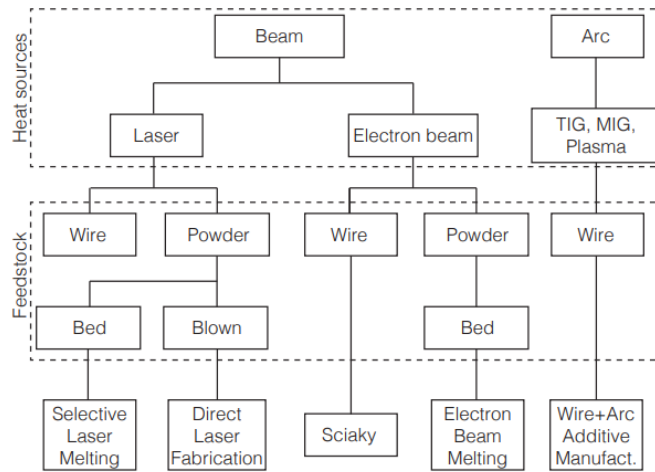 Heat sources
Beam
Arc
Laser
Electron beam
TIG, MIG,
Plasma
Feedstock
Wire
Powder
Wire
Powder
Wire
Bed
Blown
Bed
Selective
Laser
Melting
Direct
Laser
Fabrication
Sciaky
Electron
Beam
Melting
Wire+Arc
Additive
Manufact.